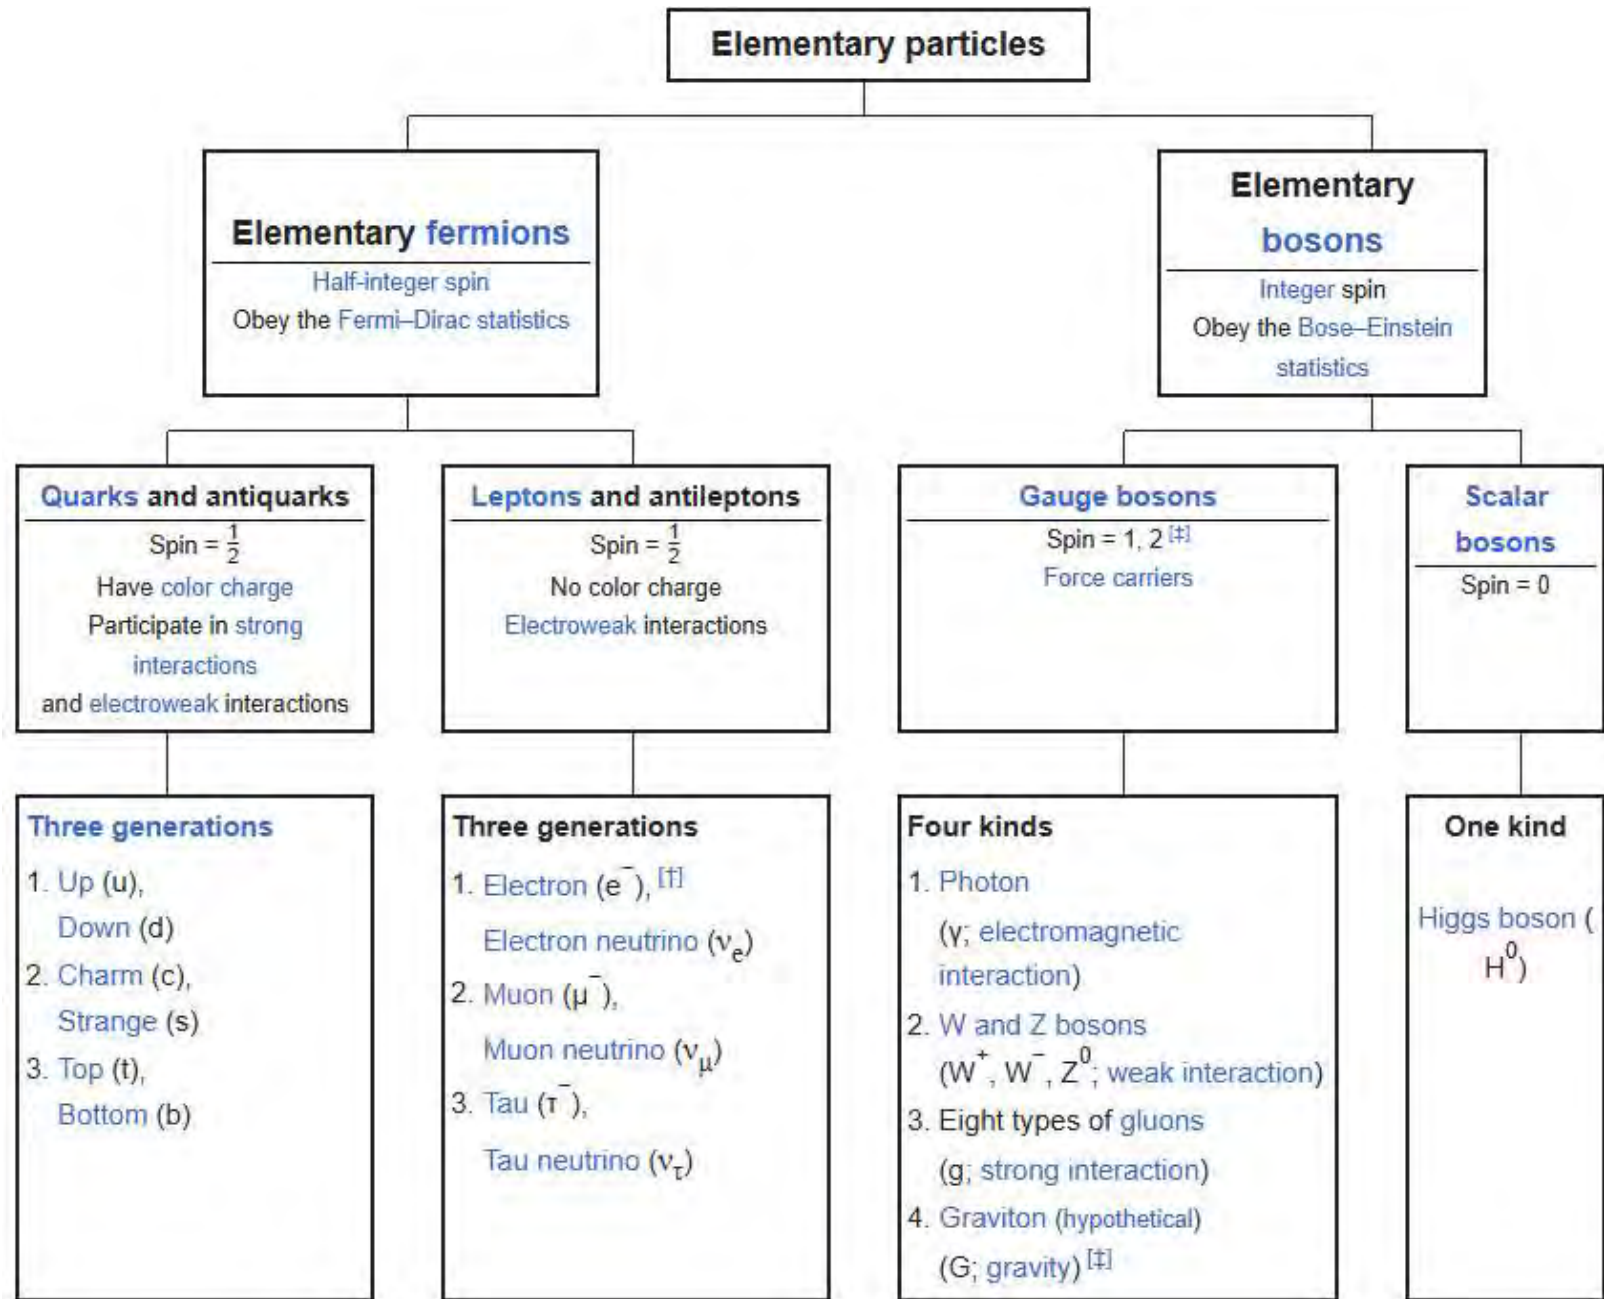 Elementary particles
Elementary fermions
Half-integer spin
Obey the Fermi–Dirac statistics
Elementary
bosons
Integer spin
Obey the Bose–Einstein
statistics
Quarks and antiquarks
Spin = 1/2
Have color charge
Participate in strong
interactions
and electroweak interactions
Leptons and antileptons
Spin = 1/2
No color charge
Electroweak interactions
Gauge bosons
Spin = 1, 2 [‡]
Force carriers
Scalar
bosons
Spin = 0
Three generations
1. Up (u),
Down (d)
2. Charm (c),
Strange (s)
3. Top (t),
Bottom (b)
Three generations
1. Electron (e⁻), [†]
Electron neutrino (νe)
2. Muon (μ⁻),
Muon neutrino (νμ)
3. Tau (τ⁻),
Tau neutrino (ντ)
Four kinds
1. Photon
(γ; electromagnetic
interaction)
2. W and Z bosons
(W⁺, W⁻, Z⁰; weak interaction)
3. Eight types of gluons
(g; strong interaction)
4. Graviton (hypothetical)
(G; gravity) [‡]
One kind
Higgs boson (
H⁰)